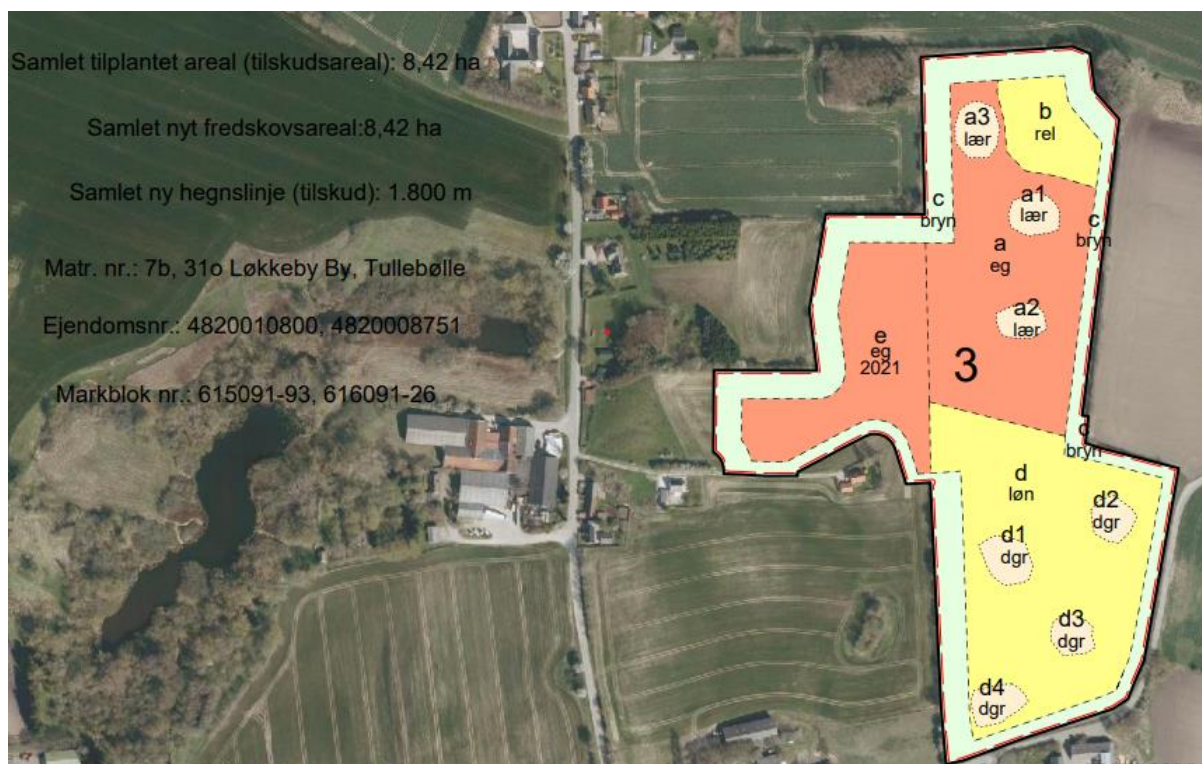 Samlet tilplantet areal (tilskudsareal): 8,42 ha
Samlet nyt fredskovsareal:8,42 ha
Samlet ny hegnslinje (tilskud): 1.800 m
Matr. nr.: 7b, 31o Løkkeby By, Tullebølle
Ejendomsnr.: 4820010800, 4820008751
Markblok nr.: 615091-93, 616091-26
a3
lær
b
rel
a1
lær
c
bryn
c
bryn
a
eg
a2
lær
e
eg
2021
3
c
bryn
d
løn
d2
dgr
d1
dgr
d3
dgr
d4
dgr